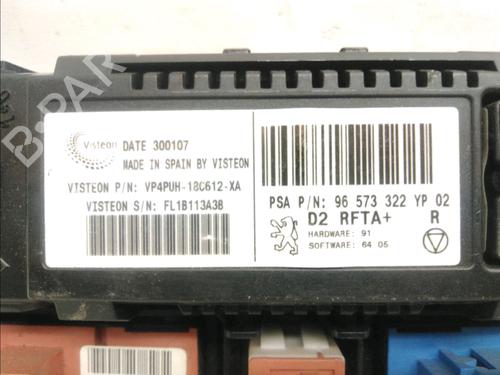 Visteon
DATE 300107
MADE IN SPAIN BY VISTEON
VISTEON P/N: VP4PUH-18C612-XA
VISTEON S/N: FL1B113A3B
PSA P/N: 96 573 322 YP 02
D2 RFTA+ R
HARDWARE: 91
SOFTWARE: 64 05
B-PARTS